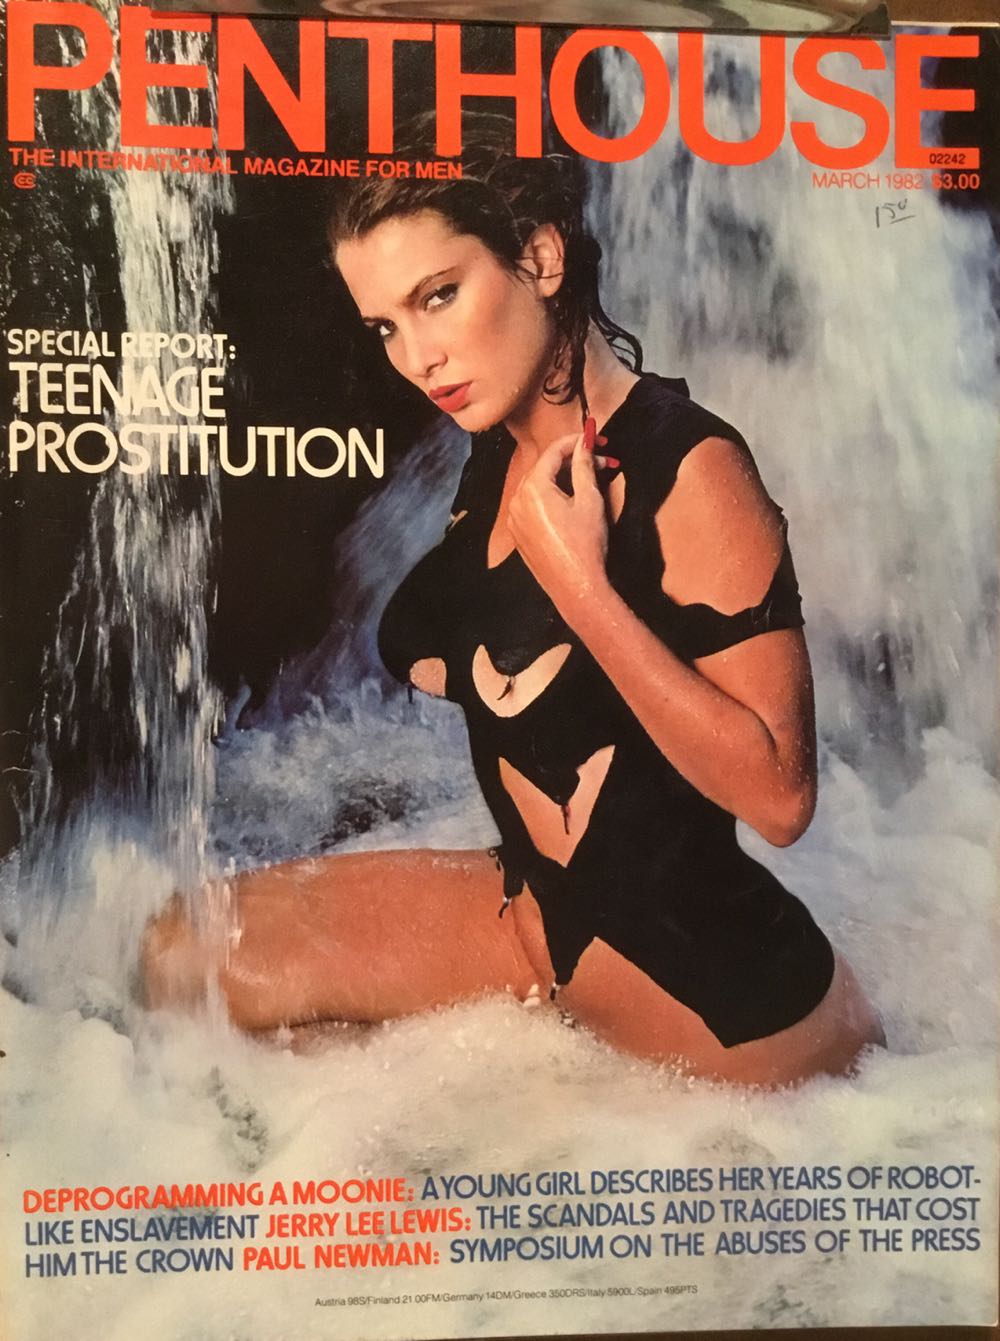 PENTHOUSE
THE INTERNATIONAL MAGAZINE FOR MEN
02242
MARCH 1982 $3.00
150
SPECIAL REPORT:
TEENAGE
PROSTITUTION
DEPROGRAMMING A MOONIE: A YOUNG GIRL DESCRIBES HER YEARS OF ROBOT-
LIKE ENSLAVEMENT JERRY LEE LEWIS: THE SCANDALS AND TRAGEDIES THAT COST
HIM THE CROWN PAUL NEWMAN: SYMPOSIUM ON THE ABUSES OF THE PRESS
Austria 98S/Finland 21.00FM/Germany 14DM/Greece 350DRS/Italy 5900L/Spain 495PTS